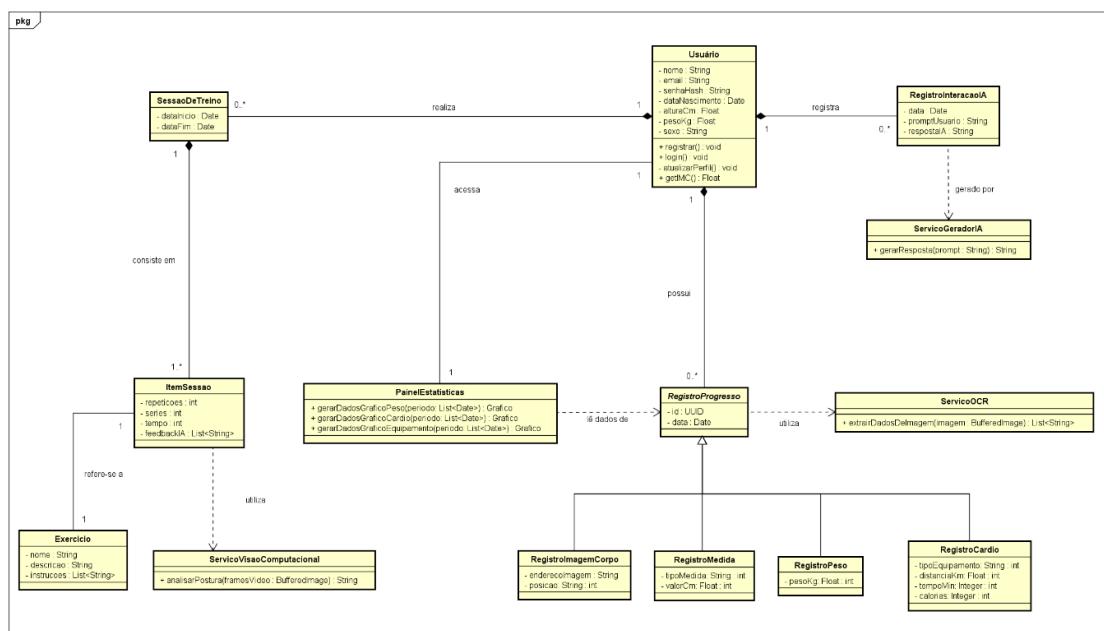 pkg
Usuário
- nome : String
- email : String
- senhaHash : String
- dataNascimento : Date
- alturaCm : Float
- pesoKg : Float
- sexo : String
+ registrar() : void
+ login() : void
- atualizarPerfil() : void
+ getIMC() : Float
SessaoDeTreino
- dataInicio : Date
- dataFim : Date
0..*
realiza
1
RegistroInteracaoIA
- data : Date
- promptUsuario : String
- respostaIA : String
registra
1
0..*
gerado por
ServicoGeradorIA
+ gerarResposta(prompt : String) : String
1
consiste em
1..*
acessa
1
1
1
possui
0..*
ItemSessao
- repeticoes : int
- series : int
- tempo : int
- feedbackIA : List<String>
PainelEstatisticas
+ gerarDadosGraficoPeso(periodo: List<Date>) : Grafico
+ gerarDadosGraficoCardio(periodo: List<Date>) : Grafico
+ gerarDadosGraficoEquipamento(periodo: List<Date>) : Grafico
lê dados de
RegistroProgresso
- id : UUID
- data : Date
utiliza
ServicoOCR
+ extrairDadosDeImagem(imagem : BufferedImage) : List<String>
1
refere-se a
1
utiliza
Exercicio
- nome : String
- descricao : String
- instrucoes : List<String>
ServicoVisaoComputacional
+ analisarPostura(framesVideo : BufferedImage) : String
RegistroImagemCorpo
- enderecoImagem : String
- posicao: String : int
RegistroMedida
- tipoMedida: String : int
- valorCm: Float : int
RegistroPeso
- pesoKg: Float : int
RegistroCardio
- tipoEquipamento: String : int
- distanciaKm: Float : int
- tempoMin: Integer : int
- calorias: Integer : int